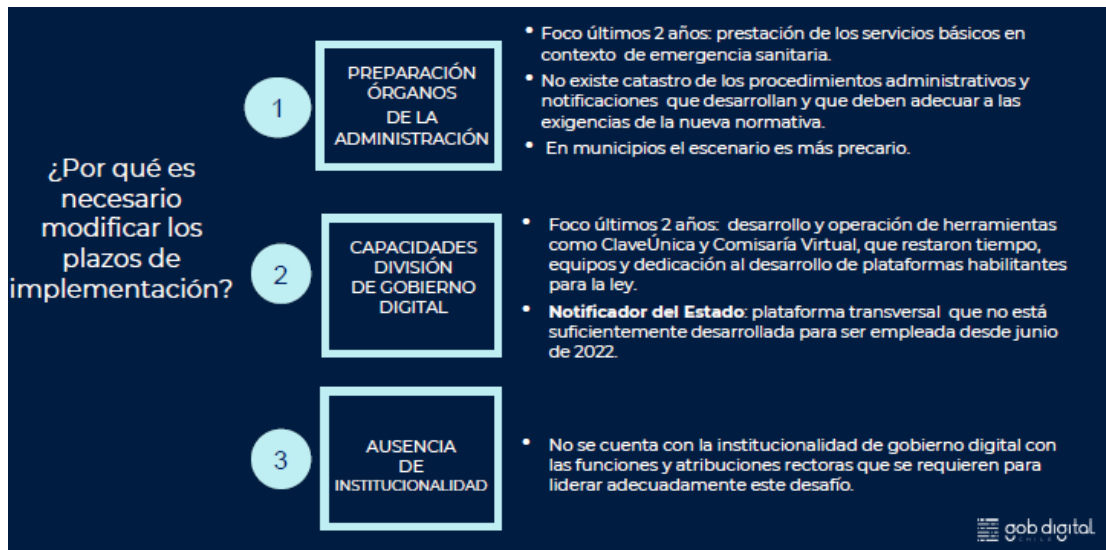 ¿Por qué es
necesario
modificar los
plazos de
implementación?
1
PREPARACIÓN
ÓRGANOS
DE LA
ADMINISTRACIÓN
• Foco últimos 2 años: prestación de los servicios básicos en
contexto de emergencia sanitaria.
• No existe catastro de los procedimientos administrativos y
notificaciones que desarrollan y que deben adecuar a las
exigencias de la nueva normativa.
• En municipios el escenario es más precario.
2
CAPACIDADES
DIVISIÓN
DE GOBIERNO
DIGITAL
• Foco últimos 2 años: desarrollo y operación de herramientas
como ClaveÚnica y Comisaría Virtual, que restaron tiempo,
equipos y dedicación al desarrollo de plataformas habilitantes
para la ley.
• Notificador del Estado: plataforma transversal que no está
suficientemente desarrollada para ser empleada desde junio
de 2022.
3
AUSENCIA
DE
INSTITUCIONALIDAD
• No se cuenta con la institucionalidad de gobierno digital con
las funciones y atribuciones rectoras que se requieren para
liderar adecuadamente este desafío.
gob digital
CHILE